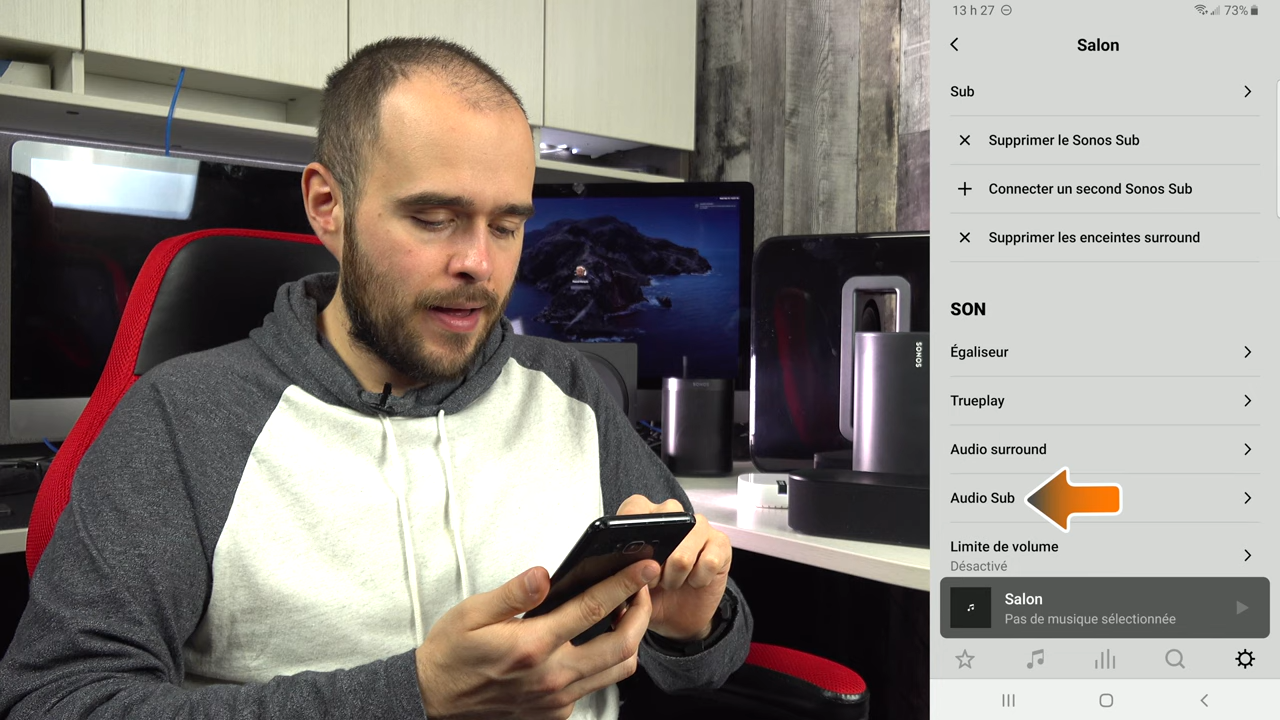 13 h 27
73%
Salon
Sub
Supprimer le Sonos Sub
Connecter un second Sonos Sub
Supprimer les enceintes surround
SON
Égaliseur
Trueplay
Audio surround
Audio Sub
Limite de volume
Désactivé
Salon
Pas de musique sélectionnée
SONOS
SONOS